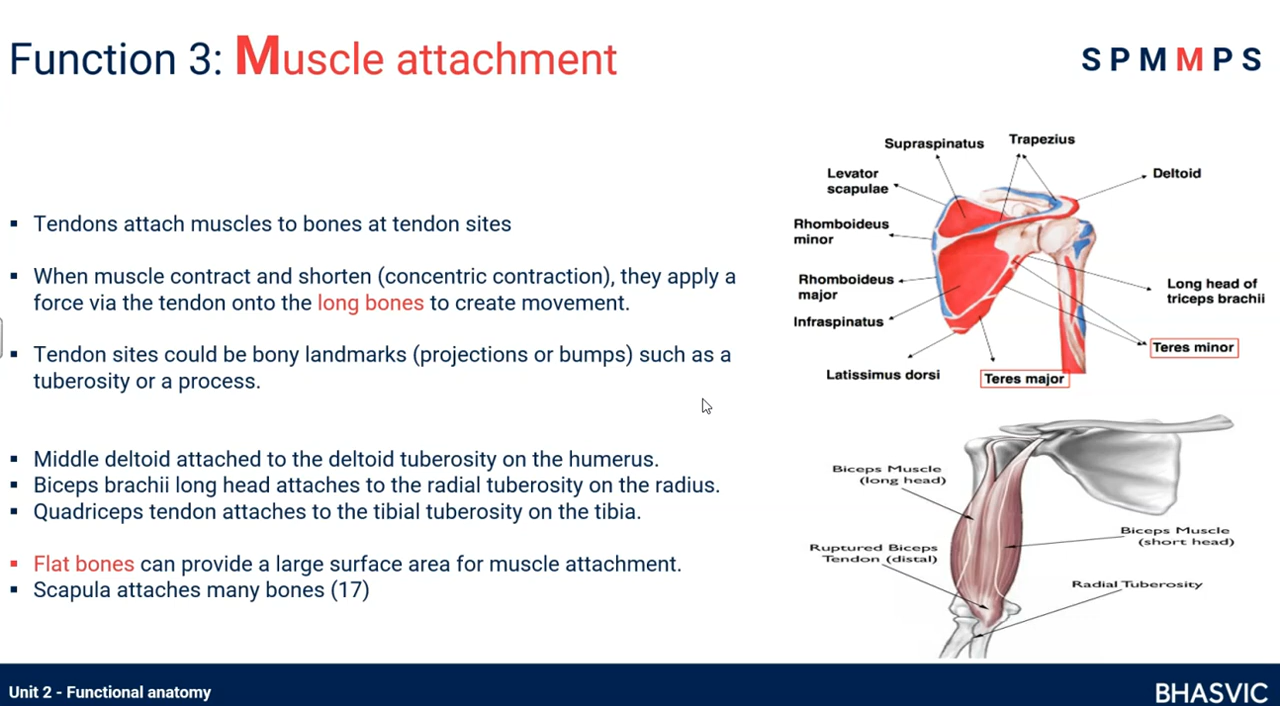 Function 3: Muscle attachment
S P M M P S
▪ Tendons attach muscles to bones at tendon sites
▪ When muscle contract and shorten (concentric contraction), they apply a
force via the tendon onto the long bones to create movement.
▪ Tendon sites could be bony landmarks (projections or bumps) such as a
tuberosity or a process.
▪ Middle deltoid attached to the deltoid tuberosity on the humerus.
▪ Biceps brachii long head attaches to the radial tuberosity on the radius.
▪ Quadriceps tendon attaches to the tibial tuberosity on the tibia.
▪ Flat bones can provide a large surface area for muscle attachment.
▪ Scapula attaches many bones (17)
Supraspinatus
Trapezius
Levator
scapulae
Deltoid
Rhomboideus
minor
Rhomboideus
major
Long head of
triceps brachii
Infraspinatus
Teres minor
Latissimus dorsi
Teres major
Biceps Muscle
(long head)
Biceps Muscle
(short head)
Ruptured Biceps
Tendon (distal)
Radial Tuberosity
Unit 2 - Functional anatomy
BHASVIC